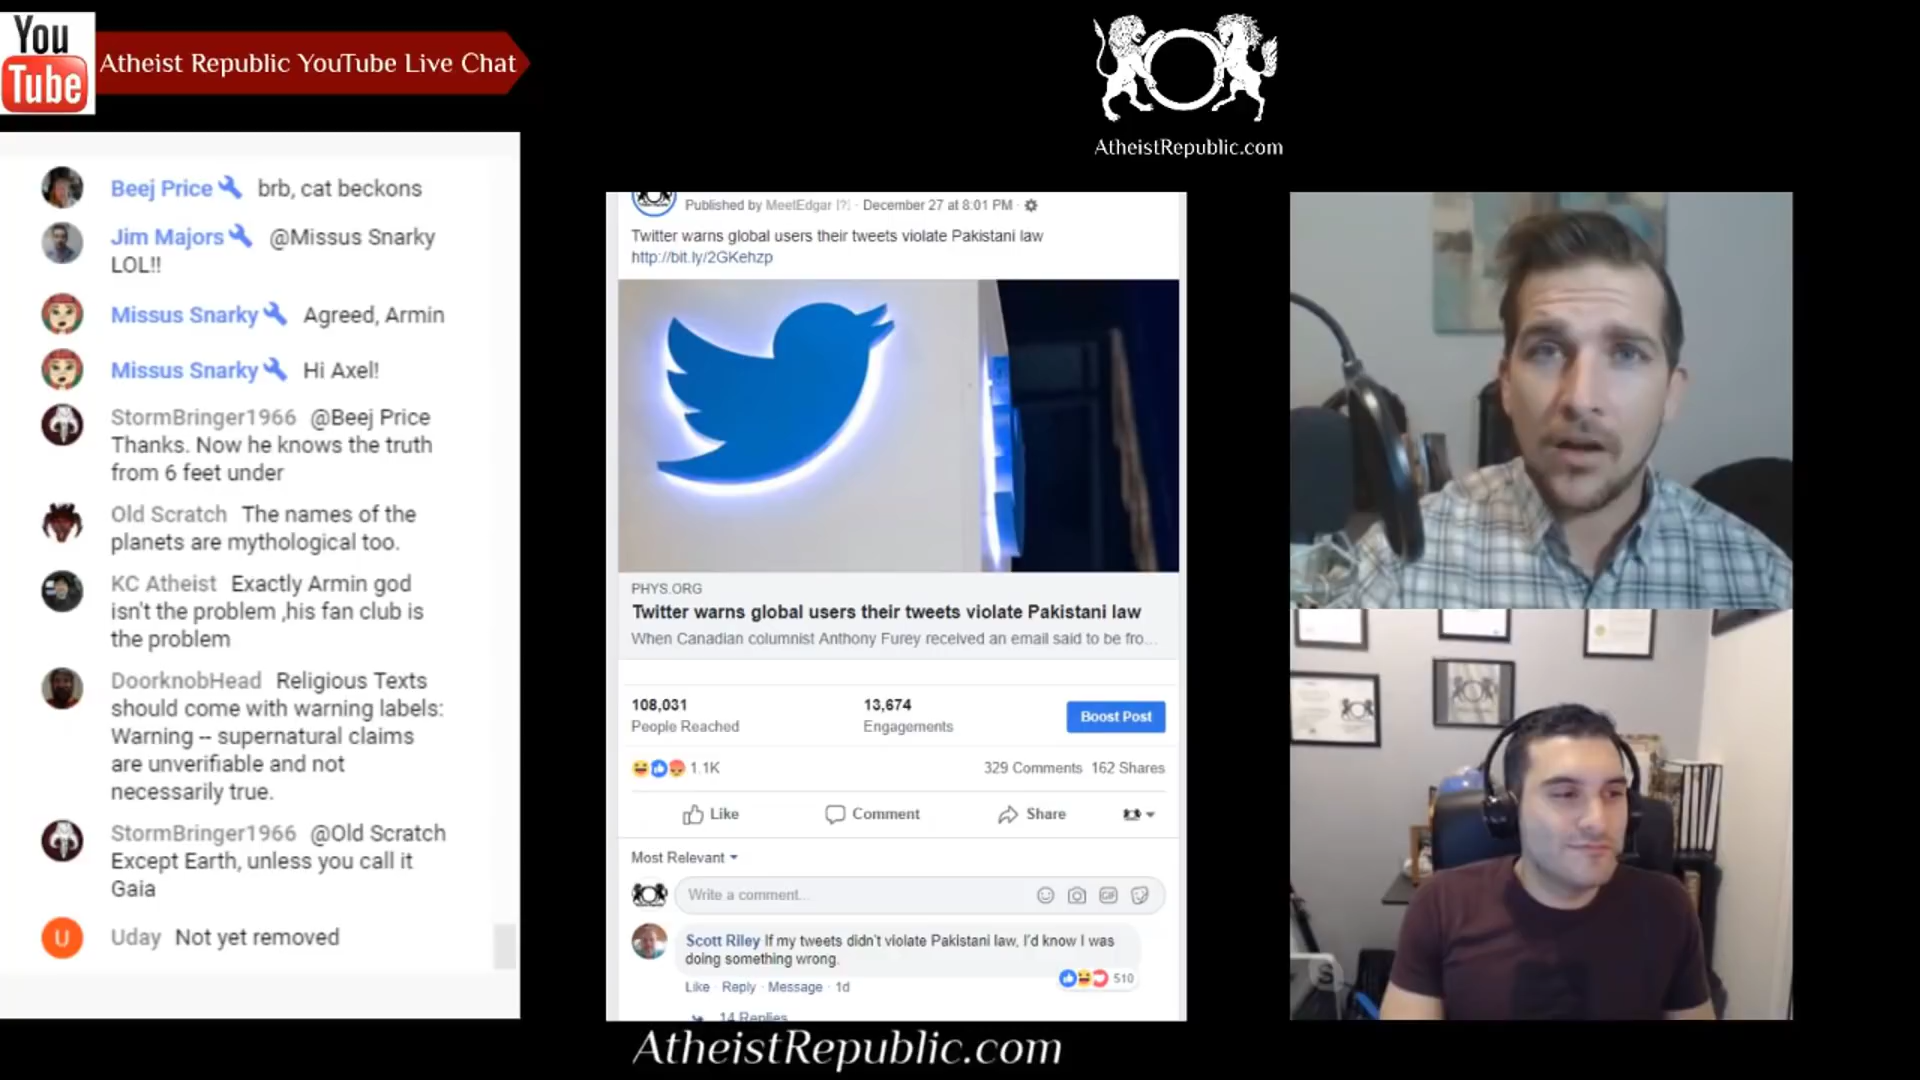 You
Tube
Atheist Republic YouTube Live Chat
Beej Price brb, cat beckons
Jim Majors @Missus Snarky
LOL!!
Missus Snarky Agreed, Armin
Missus Snarky Hi Axel!
StormBringer1966 @Beej Price
Thanks. Now he knows the truth
from 6 feet under
Old Scratch The names of the
planets are mythological too.
KC Atheist Exactly Armin god
isn't the problem ,his fan club is
the problem
DoorknobHead Religious Texts
should come with warning labels:
Warning -- supernatural claims
are unverifiable and not
necessarily true.
StormBringer1966 @Old Scratch
Except Earth, unless you call it
Gaia
U Uday Not yet removed
AtheistRepublic.com
Published by MeetEdgar [?] · December 27 at 8:01 PM ·
Twitter warns global users their tweets violate Pakistani law
http://bit.ly/2GKehzp
PHYS.ORG
Twitter warns global users their tweets violate Pakistani law
When Canadian columnist Anthony Furey received an email said to be fro...
108,031
People Reached
13,674
Engagements
Boost Post
1.1K
329 Comments 162 Shares
Like Comment Share
Most Relevant
Write a comment...
GIF
Scott Riley If my tweets didn't violate Pakistani law, I'd know I was
doing something wrong.
510
Like · Reply · Message · 1d
14 Replies
S
AtheistRepublic.com